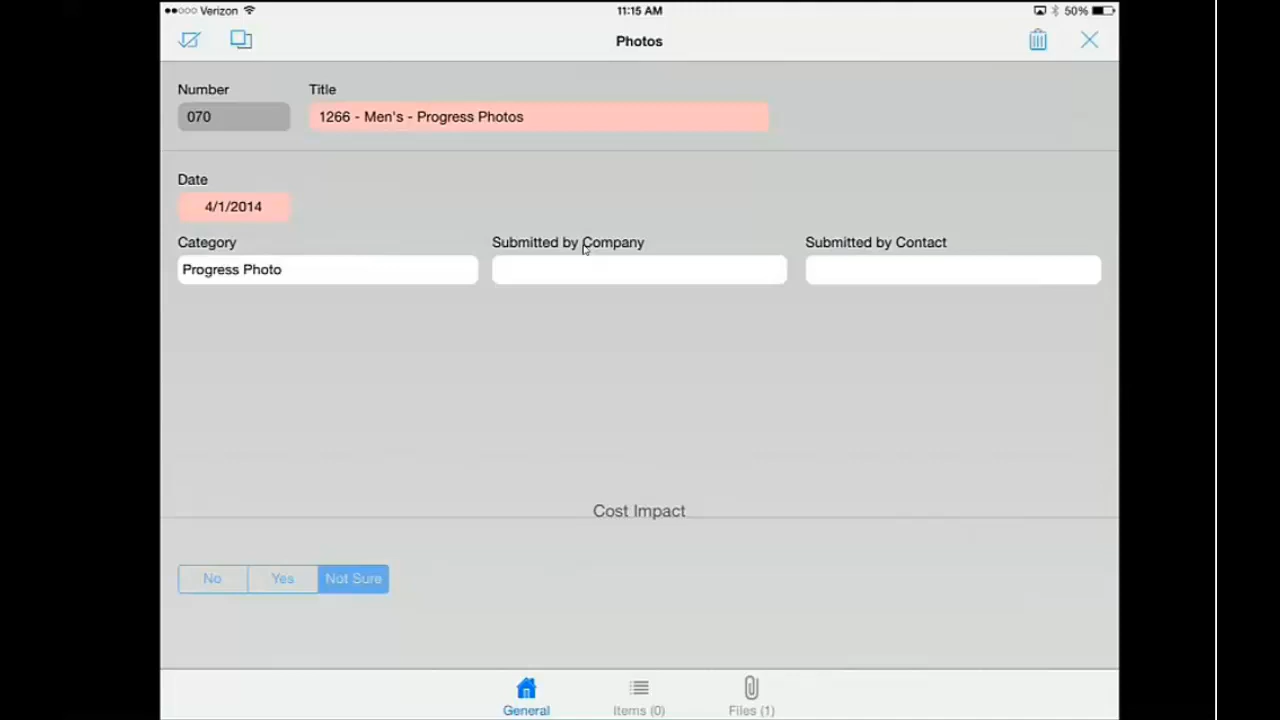 Verizon 11:15 AM 50%
Photos
Number Title
070 1266 - Men's - Progress Photos
Date
4/1/2014
Category Submitted by Company Submitted by Contact
Progress Photo
Cost Impact
No Yes Not Sure
General Items (0) Files (1)